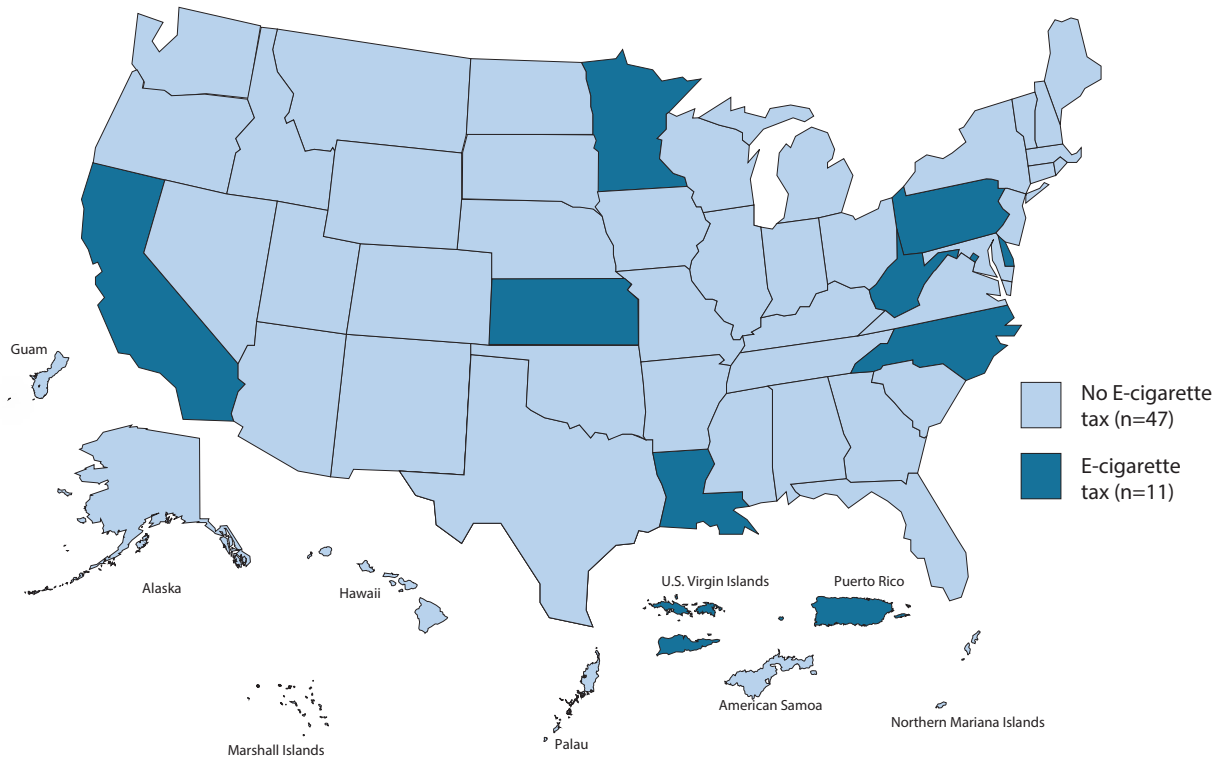 Guam
No E-cigarette
tax (n=47)
E-cigarette
tax (n=11)
Alaska
Hawaii
U.S. Virgin Islands
Puerto Rico
American Samoa
Northern Mariana Islands
Marshall Islands
Palau